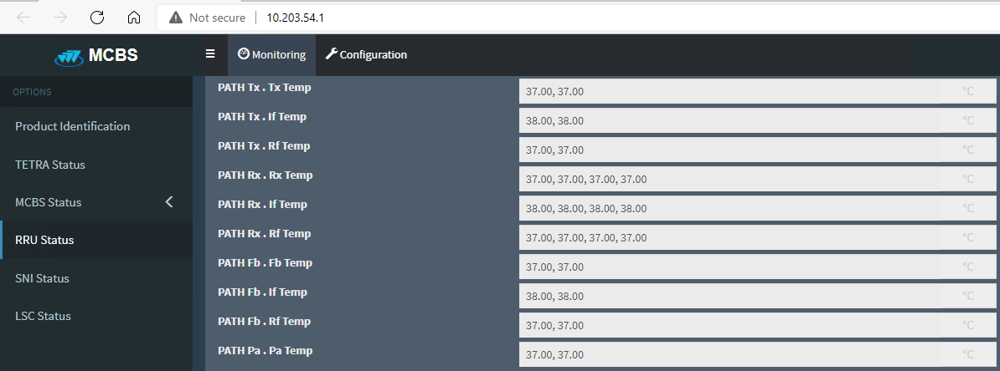 Not secure 10.203.54.1
MCBS Monitoring Configuration
OPTIONS
Product Identification
TETRA Status
MCBS Status
RRU Status
SNI Status
LSC Status
PATH Tx . Tx Temp 37.00, 37.00 °C
PATH Tx . If Temp 38.00, 38.00 °C
PATH Tx . Rf Temp 37.00, 37.00 °C
PATH Rx . Rx Temp 37.00, 37.00, 37.00, 37.00 °C
PATH Rx . If Temp 38.00, 38.00, 38.00, 38.00 °C
PATH Rx . Rf Temp 37.00, 37.00, 37.00, 37.00 °C
PATH Fb . Fb Temp 37.00, 37.00 °C
PATH Fb . If Temp 38.00, 38.00 °C
PATH Fb . Rf Temp 37.00, 37.00 °C
PATH Pa . Pa Temp 37.00, 37.00 °C